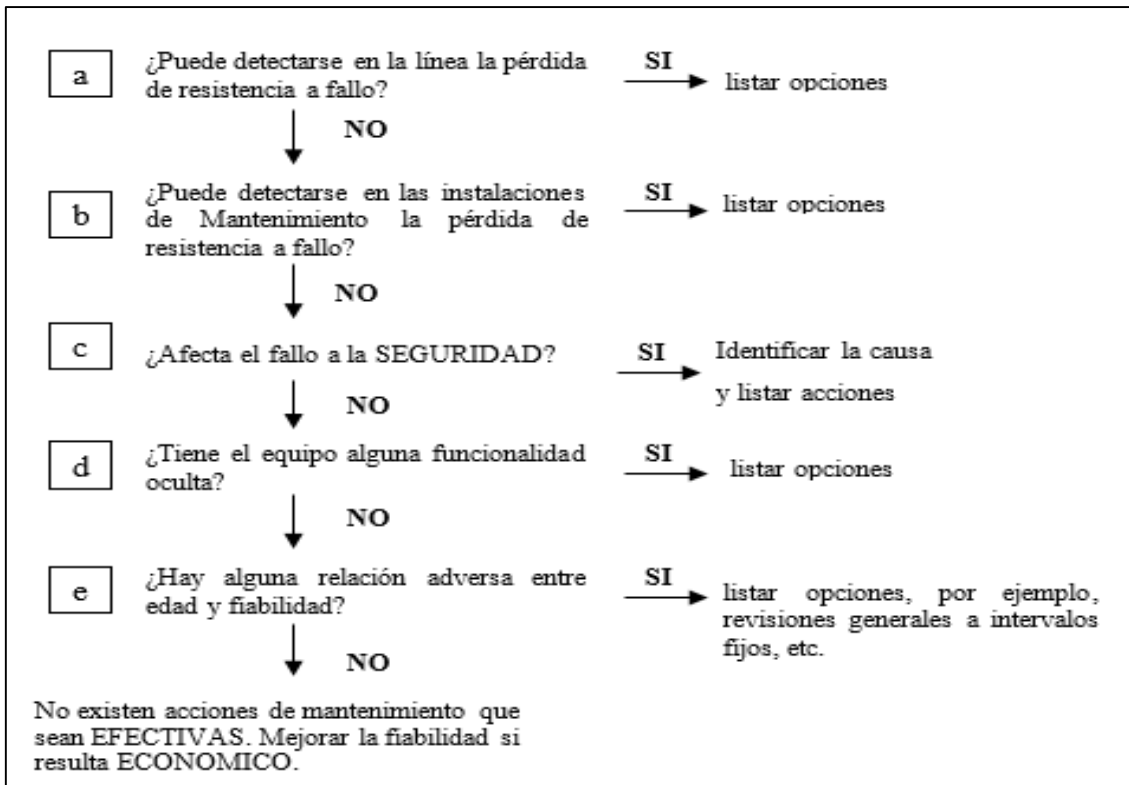 a
¿Puede detectarse en la línea la pérdida
de resistencia a fallo?
SI
listar opciones
NO
b
¿Puede detectarse en las instalaciones
de Mantenimiento la pérdida de
resistencia a fallo?
SI
listar opciones
NO
c
¿Afecta el fallo a la SEGURIDAD?
SI
Identificar la causa
y listar acciones
NO
d
¿Tiene el equipo alguna funcionalidad
oculta?
SI
listar opciones
NO
e
¿Hay alguna relación adversa entre
edad y fiabilidad?
SI
listar opciones, por ejemplo,
revisiones generales a intervalos
fijos, etc.
NO
No existen acciones de mantenimiento que
sean EFECTIVAS. Mejorar la fiabilidad si
resulta ECONOMICO.